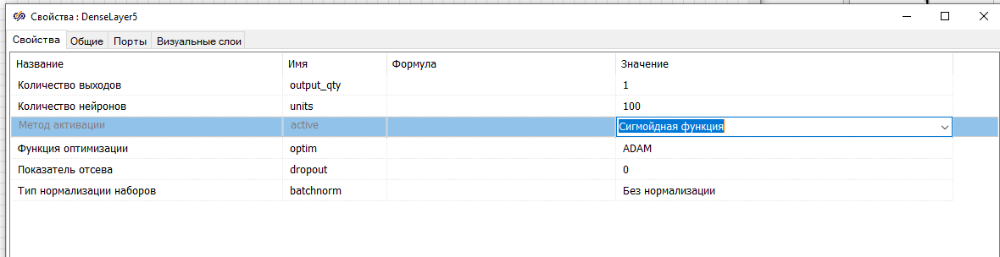 Свойства : DenseLayer5
Свойства Общие Порты Визуальные слои
Название Имя Формула Значение
Количество выходов output_qty 1
Количество нейронов units 100
Метод активации active Сигмойдная функция
Функция оптимизации optim ADAM
Показатель отсева dropout 0
Тип нормализации наборов batchnorm Без нормализации